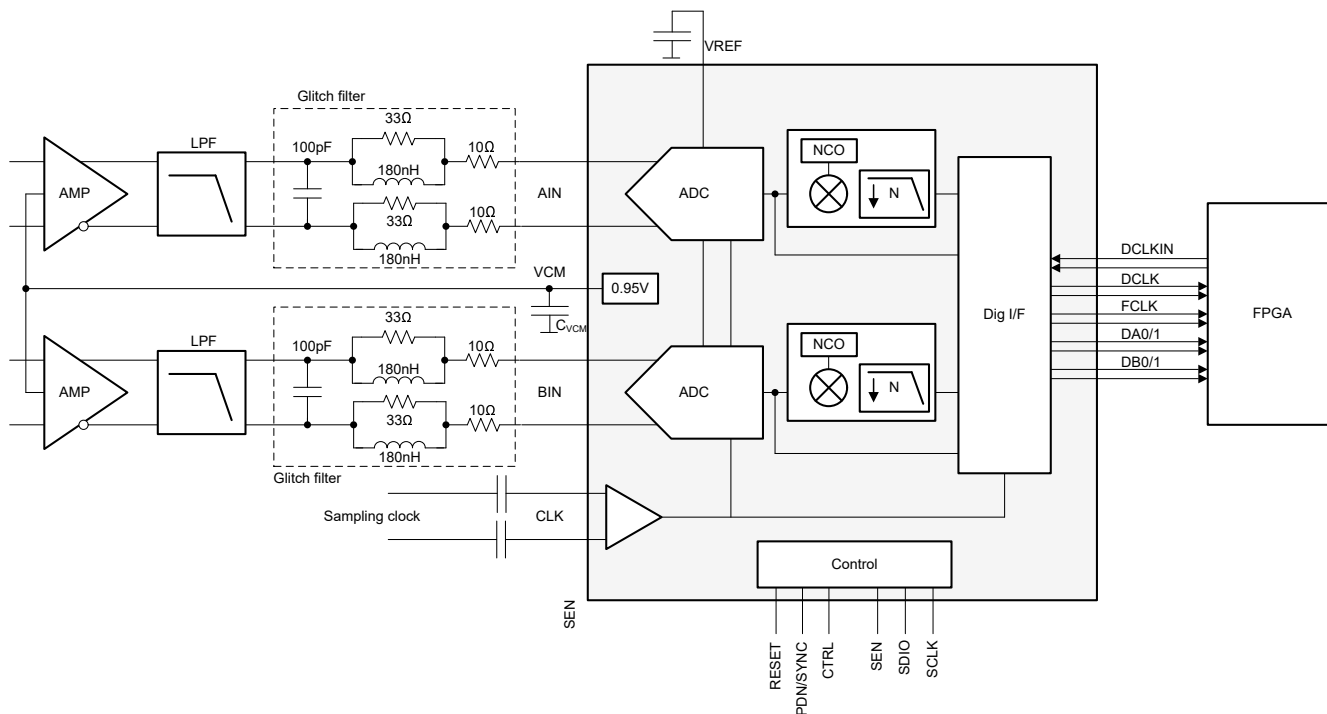 VREF
Glitch filter
33Ω
LPF
100pF
10Ω
180nH
AMP
AIN
ADC
NCO
N
33Ω
10Ω
180nH
DCLKIN
VCM
0.95V
DCLK
Dig I/F
FCLK
FPGA
CVCM
DA0/1
33Ω
LPF
100pF
10Ω
DB0/1
180nH
AMP
BIN
ADC
NCO
N
33Ω
10Ω
180nH
Glitch filter
Sampling clock
CLK
Control
SEN
RESET
PDN/SYNC
CTRL
SEN
SDIO
SCLK